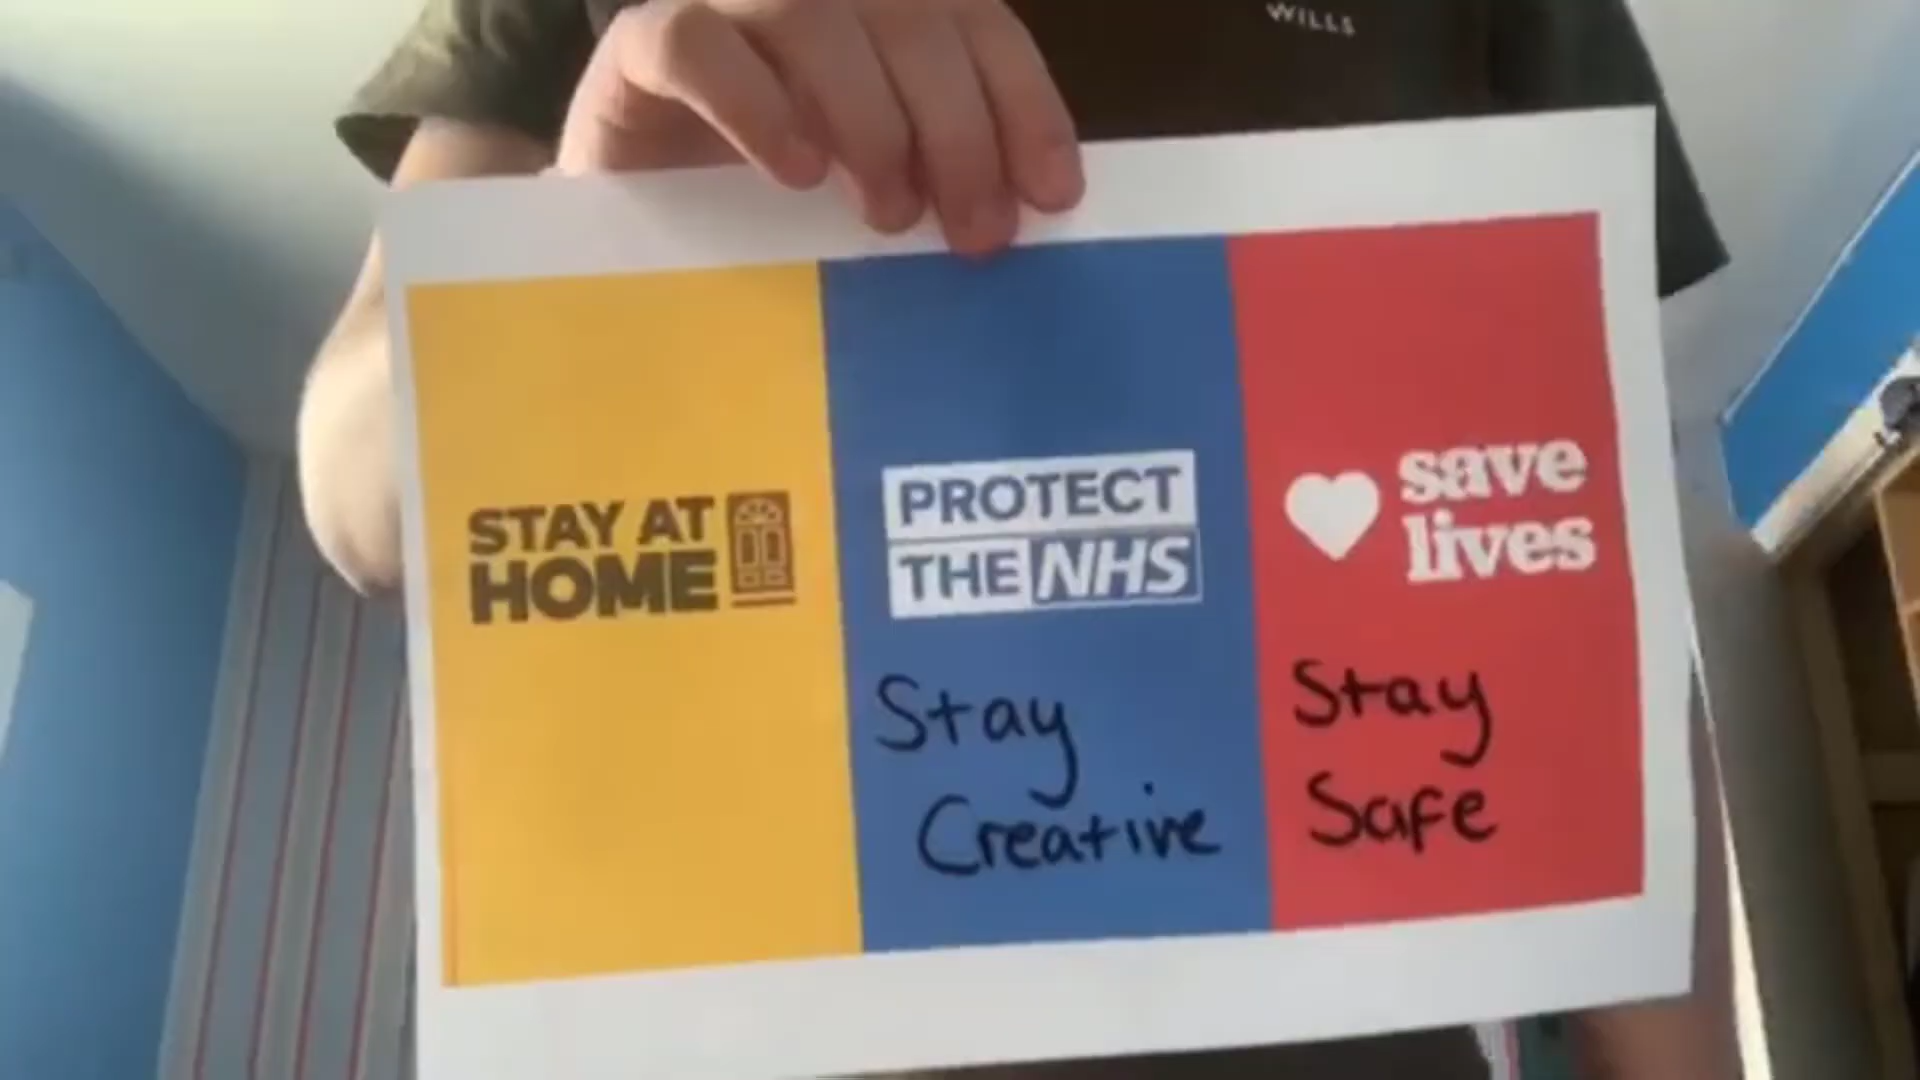 WILLS
STAY AT
HOME
PROTECT
THE NHS
save
lives
Stay
Creative
Stay
Safe